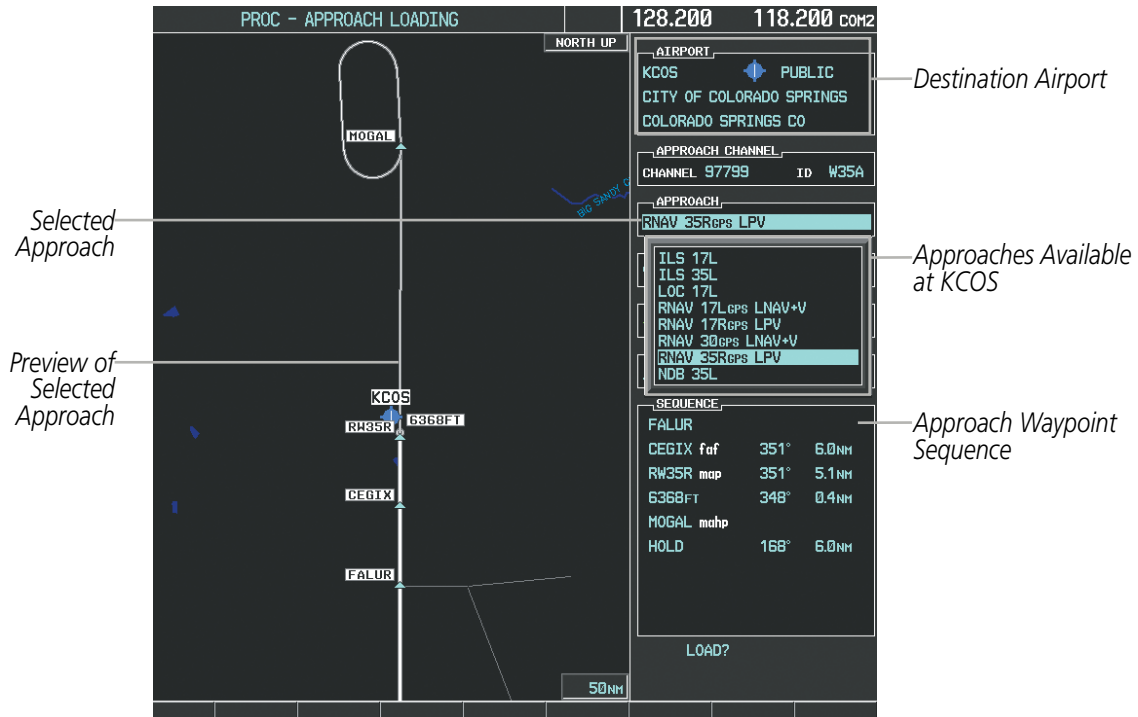 PROC - APPROACH LOADING
128.200 118.200 COM2
NORTH UP
AIRPORT
KCOS PUBLIC
CITY OF COLORADO SPRINGS
COLORADO SPRINGS CO
Destination Airport
APPROACH CHANNEL
CHANNEL 97799 ID W35A
APPROACH
RNAV 35RGPS LPV
Selected
Approach
ILS 17L
ILS 35L
LOC 17L
RNAV 17LGPS LNAV+V
RNAV 17RGPS LPV
RNAV 30GPS LNAV+V
RNAV 35RGPS LPV
NDB 35L
Approaches Available
at KCOS
SEQUENCE
FALUR
CEGIX faf 351° 6.0NM
RW35R map 351° 5.1NM
6368FT 348° 0.4NM
MOGAL mahp
HOLD 168° 6.0NM
Approach Waypoint
Sequence
LOAD?
MOGAL
BIG SANDY
Preview of
Selected
Approach
KCOS
RW35R
6368FT
CEGIX
FALUR
50NM